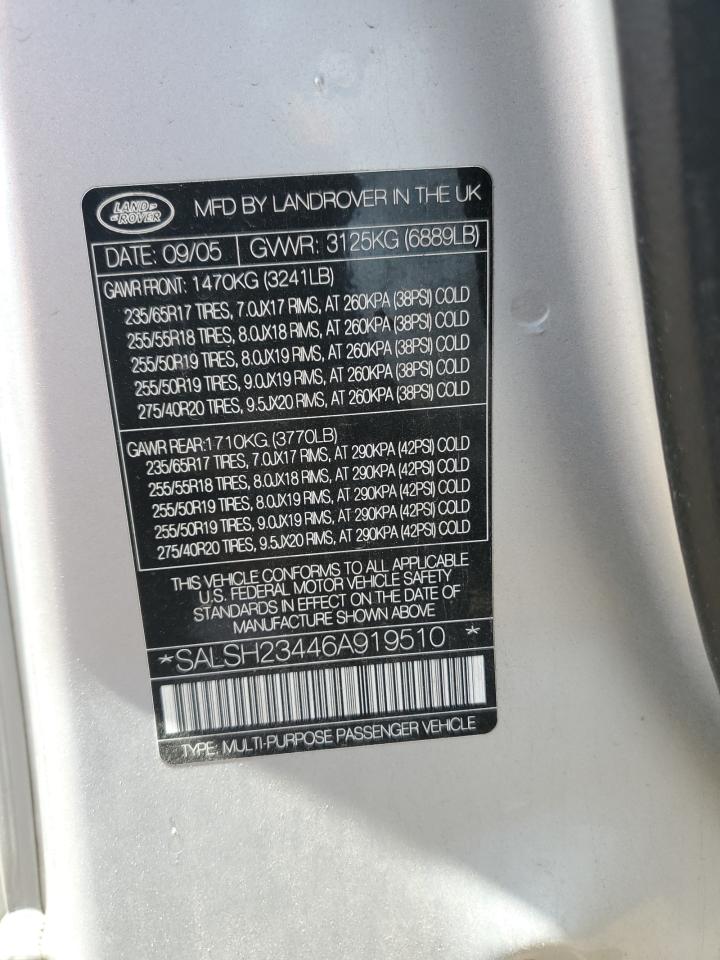 LAND-
-ROVER
MFD BY LANDROVER IN THE UK
DATE: 09/05 GVWR: 3125KG (6889LB)
GAWR FRONT: 1470KG (3241LB)
235/65R17 TIRES, 7.0JX17 RIMS, AT 260KPA (38PSI) COLD
255/55R18 TIRES, 8.0JX18 RIMS, AT 260KPA (38PSI) COLD
255/50R19 TIRES, 8.0JX19 RIMS, AT 260KPA (38PSI) COLD
255/50R19 TIRES, 9.0JX19 RIMS, AT 260KPA (38PSI) COLD
275/40R20 TIRES, 9.5JX20 RIMS, AT 260KPA (38PSI) COLD
GAWR REAR:1710KG (3770LB)
235/65R17 TIRES, 7.0JX17 RIMS, AT 290KPA (42PSI) COLD
255/55R18 TIRES, 8.0JX18 RIMS, AT 290KPA (42PSI) COLD
255/50R19 TIRES, 8.0JX19 RIMS, AT 290KPA (42PSI) COLD
255/50R19 TIRES, 9.0JX19 RIMS, AT 290KPA (42PSI) COLD
275/40R20 TIRES, 9.5JX20 RIMS, AT 290KPA (42PSI) COLD
THIS VEHICLE CONFORMS TO ALL APPLICABLE
U.S. FEDERAL MOTOR VEHICLE SAFETY
STANDARDS IN EFFECT ON THE DATE OF
MANUFACTURE SHOWN ABOVE
*SALSH23446A919510 *
TYPE: MULTI-PURPOSE PASSENGER VEHICLE